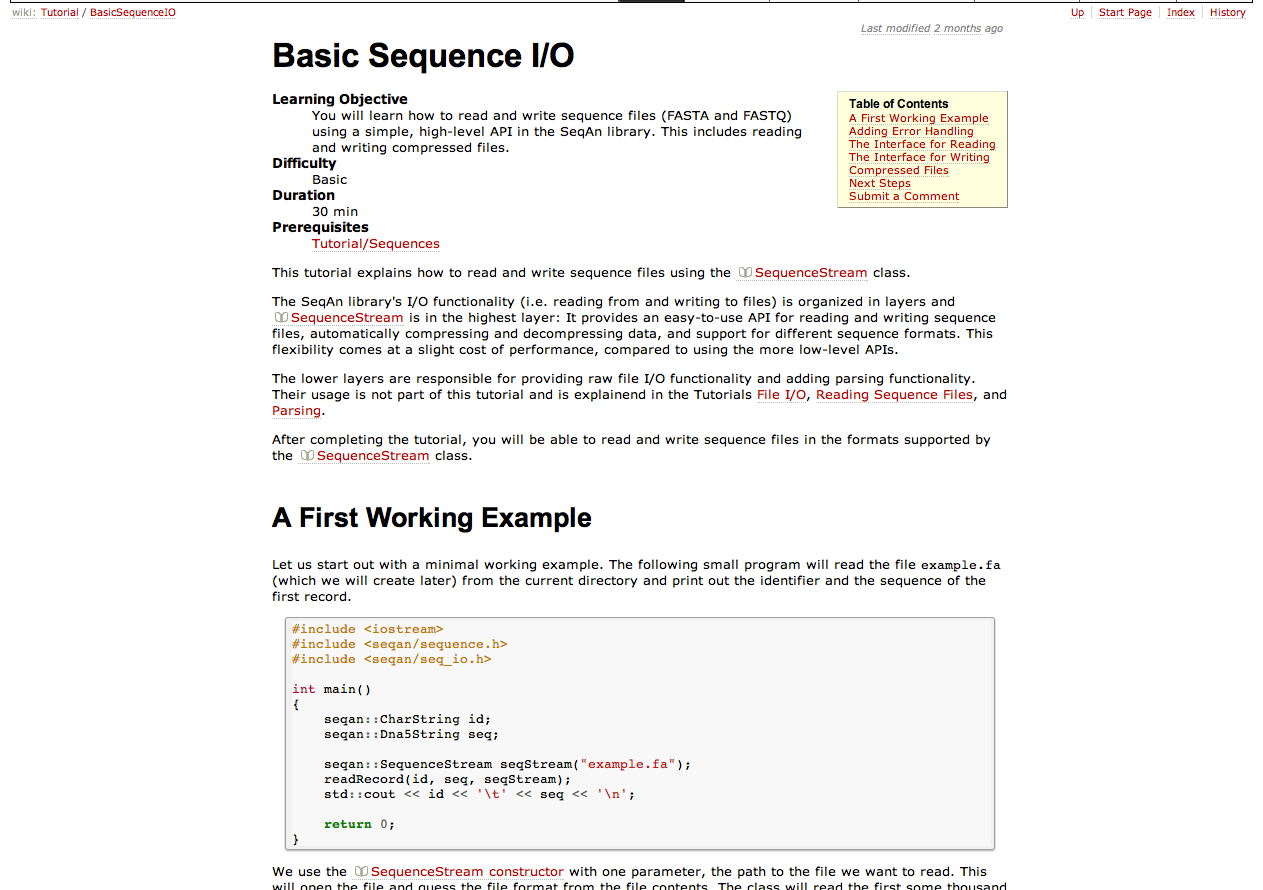 wiki: Tutorial / BasicSequenceIO
Up Start Page Index History
Last modified 2 months ago
Basic Sequence I/O
Learning Objective
You will learn how to read and write sequence files (FASTA and FASTQ)
using a simple, high-level API in the SeqAn library. This includes reading
and writing compressed files.
Difficulty
Basic
Duration
30 min
Prerequisites
Tutorial/Sequences
Table of Contents
A First Working Example
Adding Error Handling
The Interface for Reading
The Interface for Writing
Compressed Files
Next Steps
Submit a Comment
This tutorial explains how to read and write sequence files using the SequenceStream class.
The SeqAn library's I/O functionality (i.e. reading from and writing to files) is organized in layers and
SequenceStream is in the highest layer: It provides an easy-to-use API for reading and writing sequence
files, automatically compressing and decompressing data, and support for different sequence formats. This
flexibility comes at a slight cost of performance, compared to using the more low-level APIs.
The lower layers are responsible for providing raw file I/O functionality and adding parsing functionality.
Their usage is not part of this tutorial and is explainend in the Tutorials File I/O, Reading Sequence Files, and
Parsing.
After completing the tutorial, you will be able to read and write sequence files in the formats supported by
the SequenceStream class.
A First Working Example
Let us start out with a minimal working example. The following small program will read the file example.fa
(which we will create later) from the current directory and print out the identifier and the sequence of the
first record.
#include <iostream>
#include <seqan/sequence.h>
#include <seqan/seq_io.h>
int main()
{
    seqan::CharString id;
    seqan::Dna5String seq;
    seqan::SequenceStream seqStream("example.fa");
    readRecord(id, seq, seqStream);
    std::cout << id << '\t' << seq << '\n';
    return 0;
}
We use the SequenceStream constructor with one parameter, the path to the file we want to read. This
will open the file and guess the file format from the file contents. The class will read the first some thousand